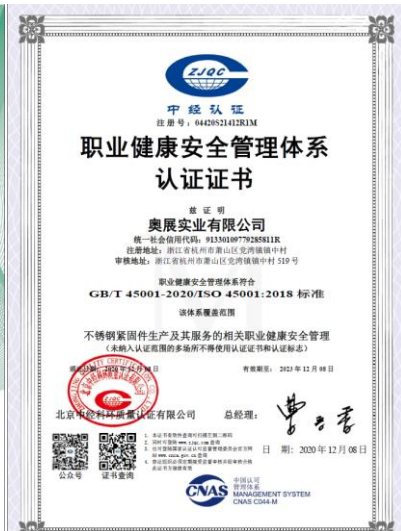 ZJQC
中经认证
注册号：04420S21412R1M
职业健康安全管理体系
认证证书
兹证明
奥展实业有限公司
统一社会信用代码：91330109779285811R
注册地址：浙江省杭州市萧山区党湾镇镇中村
审核地址：浙江省杭州市萧山区党湾镇镇中村 519 号
职业健康安全管理体系符合
GB/T 45001-2020/ISO 45001:2018 标准
该体系覆盖范围
不锈钢紧固件生产及其服务的相关职业健康安全管理
（未纳入认证范围的多场所不得使用认证证书和认证标志）
有效期至：2023年12月08日
北京中经科环质量认证有限公司
总经理：
日 期：2020年12月08日
公众号
证书查询
CNAS
中国认可
管理体系
MANAGEMENT SYSTEM
CNAS C044-M